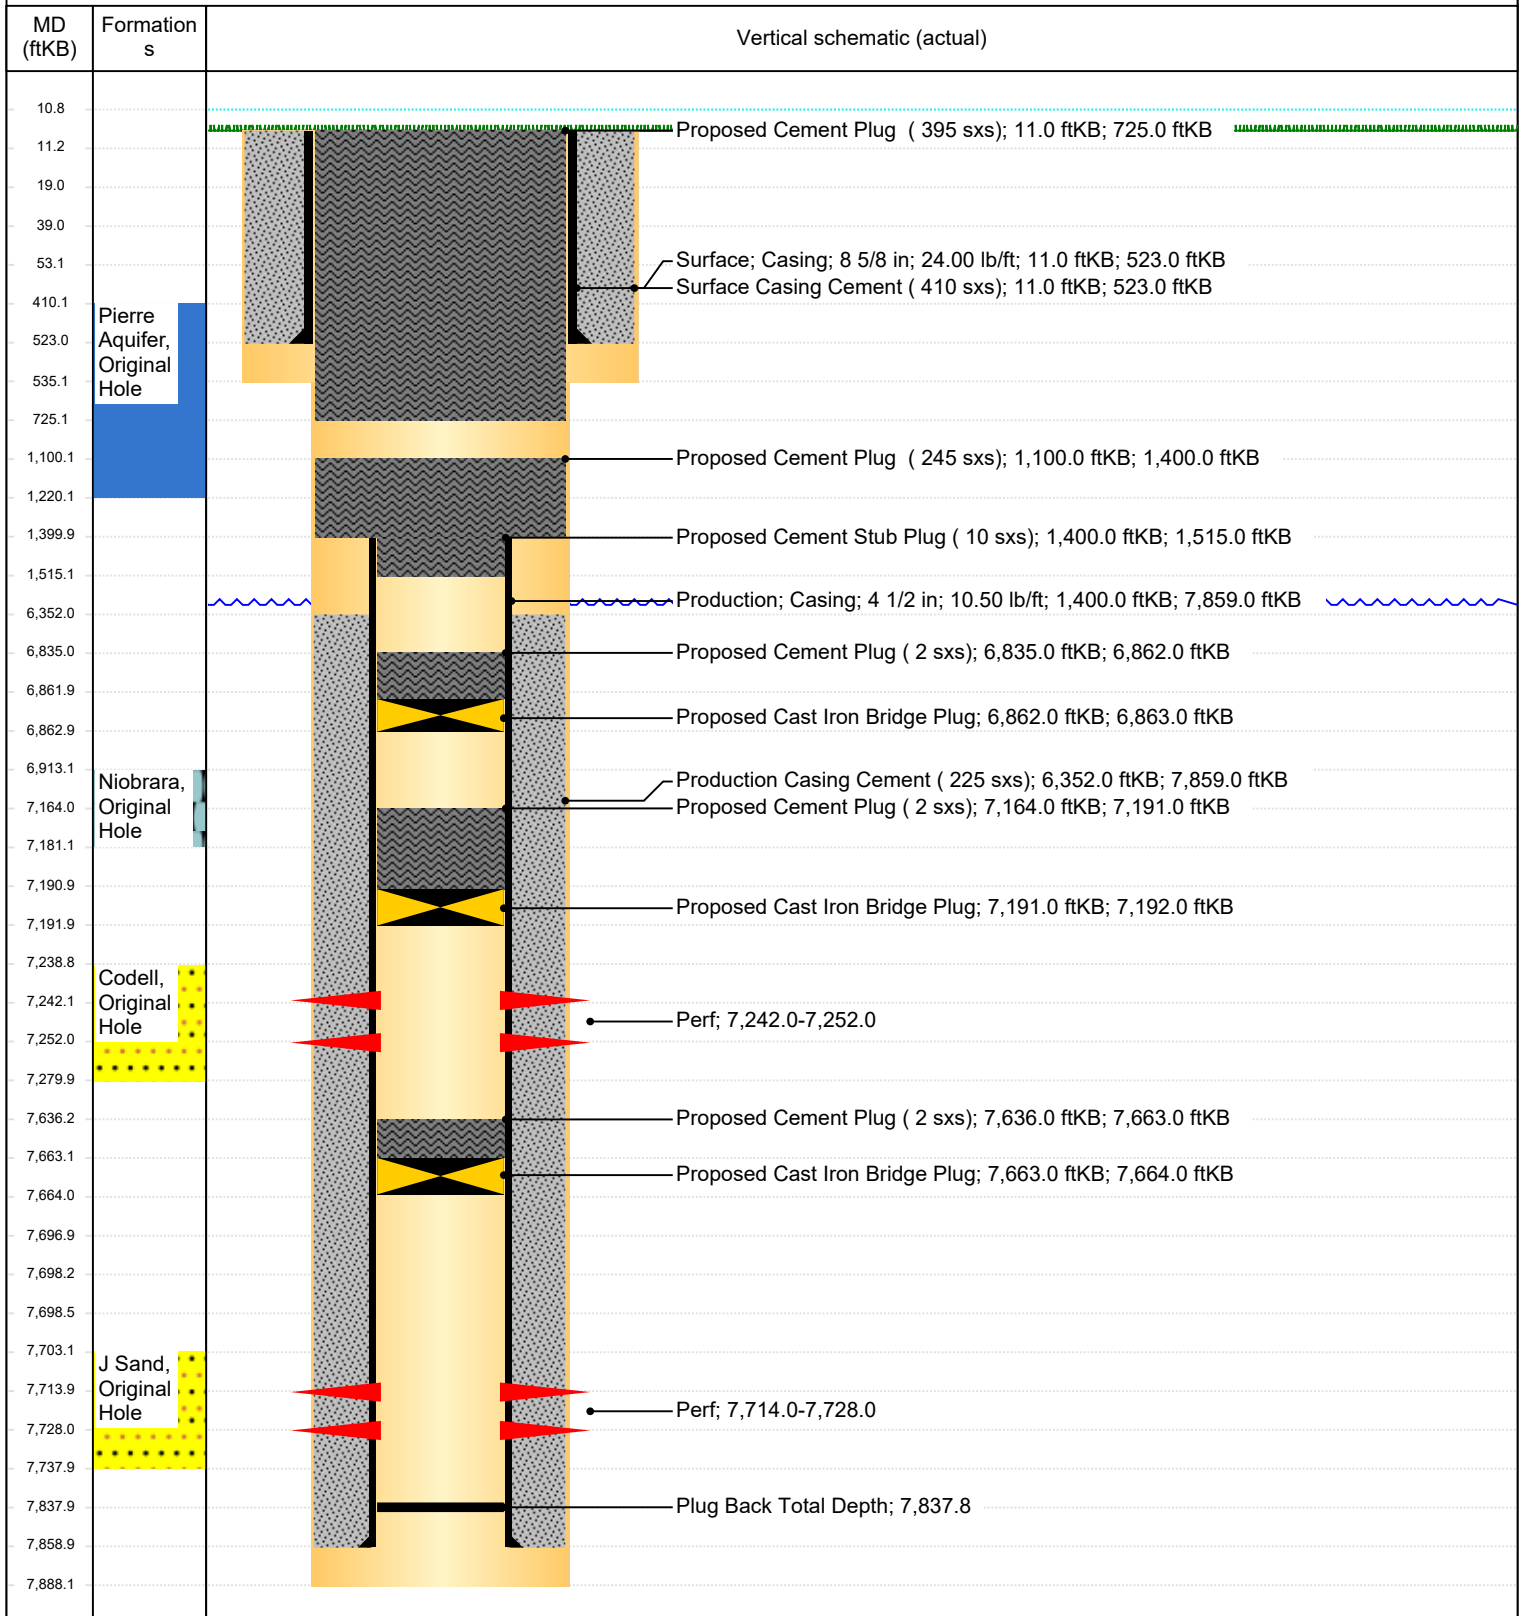 MD
(ftKB)
Formation
s
Vertical schematic (actual)
10.8
11.2
19.0
39.0
53.1
410.1
523.0
535.1
725.1
1,100.1
1,220.1
1,399.9
1,515.1
6,352.0
6,835.0
6,861.9
6,862.9
6,913.1
7,164.0
7,181.1
7,190.9
7,191.9
7,238.8
7,242.1
7,252.0
7,279.9
7,636.2
7,663.1
7,664.0
7,696.9
7,698.2
7,698.5
7,703.1
7,713.9
7,728.0
7,737.9
7,837.9
7,858.9
7,888.1
Pierre
Aquifer,
Original
Hole
Niobrara,
Original
Hole
Codell,
Original
Hole
J Sand,
Original
Hole
Proposed Cement Plug ( 395 sxs); 11.0 ftKB; 725.0 ftKB
Surface; Casing; 8 5/8 in; 24.00 lb/ft; 11.0 ftKB; 523.0 ftKB
Surface Casing Cement ( 410 sxs); 11.0 ftKB; 523.0 ftKB
Proposed Cement Plug ( 245 sxs); 1,100.0 ftKB; 1,400.0 ftKB
Proposed Cement Stub Plug ( 10 sxs); 1,400.0 ftKB; 1,515.0 ftKB
Production; Casing; 4 1/2 in; 10.50 lb/ft; 1,400.0 ftKB; 7,859.0 ftKB
Proposed Cement Plug ( 2 sxs); 6,835.0 ftKB; 6,862.0 ftKB
Proposed Cast Iron Bridge Plug; 6,862.0 ftKB; 6,863.0 ftKB
Production Casing Cement ( 225 sxs); 6,352.0 ftKB; 7,859.0 ftKB
Proposed Cement Plug ( 2 sxs); 7,164.0 ftKB; 7,191.0 ftKB
Proposed Cast Iron Bridge Plug; 7,191.0 ftKB; 7,192.0 ftKB
Perf; 7,242.0-7,252.0
Proposed Cement Plug ( 2 sxs); 7,636.0 ftKB; 7,663.0 ftKB
Proposed Cast Iron Bridge Plug; 7,663.0 ftKB; 7,664.0 ftKB
Perf; 7,714.0-7,728.0
Plug Back Total Depth; 7,837.8